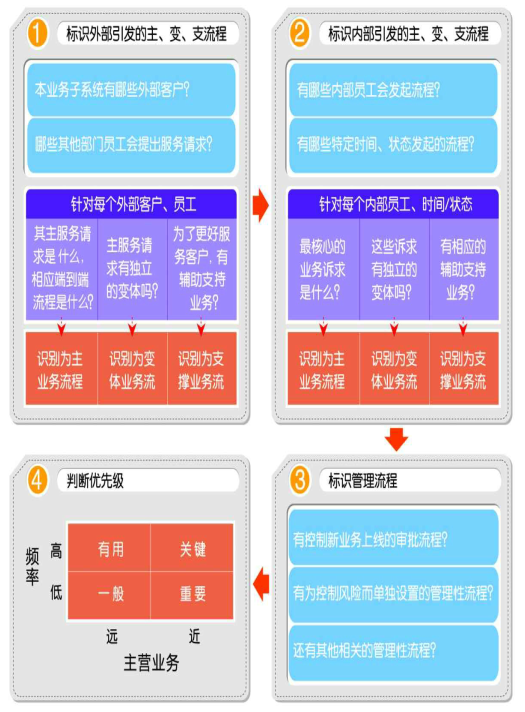 1 标识外部引发的主、变、支流程
本业务子系统有哪些外部客户?
哪些其他部门员工会提出服务请求?
针对每个外部客户、员工
其主服务请
求是什么,
相应端到端
流程是什么?
主服务请
求有独立
的变体吗?
为了更好服
务客户,有
辅助支持
业务?
识别为主
业务流程
识别为变
体业务流
识别为支
撑业务流
2 标识内部引发的主、变、支流程
有哪些内部员工会发起流程?
有哪些特定时间、状态发起的流程?
针对每个内部员工、时间/状态
最核心的
业务诉求
是什么?
这些诉求
有独立的
变体吗?
有相应的
辅助支持
业务?
识别为主
业务流程
识别为变
体业务流
识别为支
撑业务流
3 标识管理流程
有控制新业务上线的审批流程?
有为控制风险而单独设置的管理性流程?
还有其他相关的管理性流程?
4 判断优先级
频率
高
有用
关键
低
一般
重要
远
近
主营业务